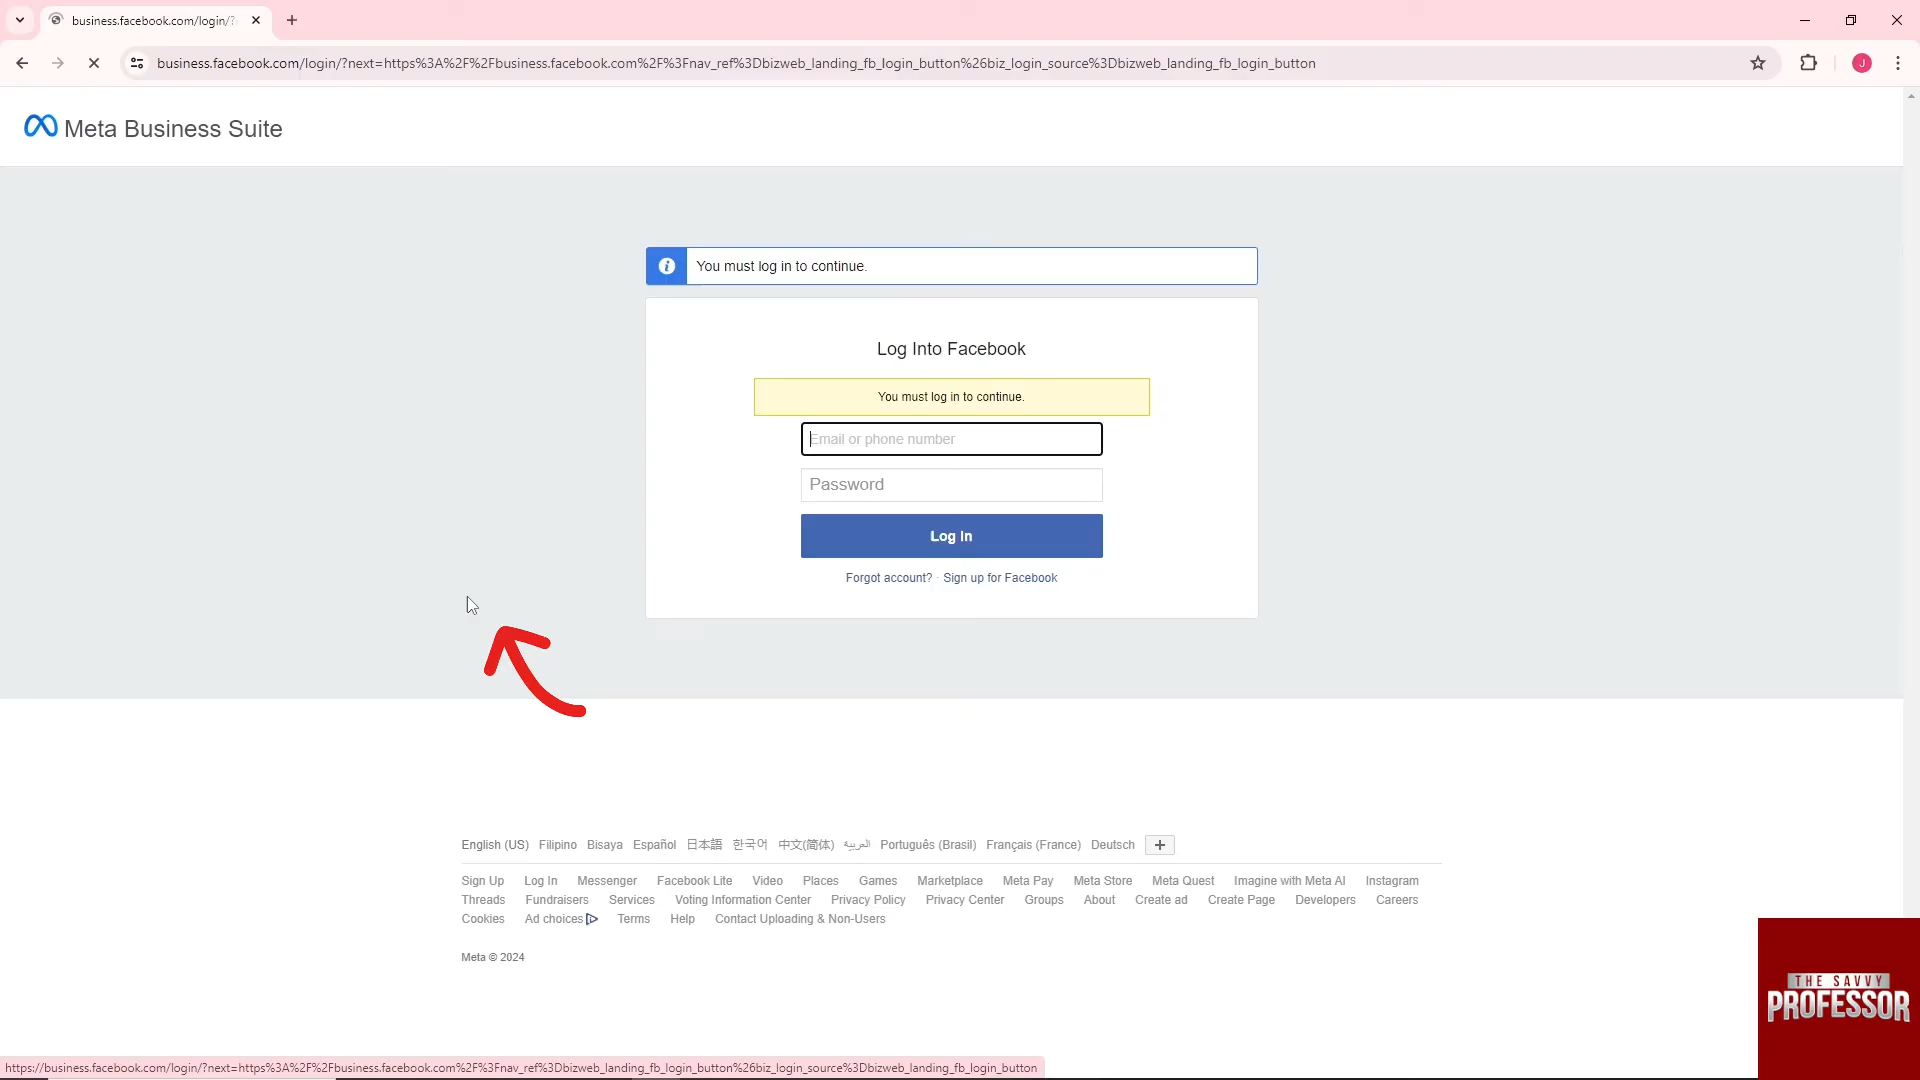 business.facebook.com/login/?
business.facebook.com/login/?next=https%3A%2F%2Fbusiness.facebook.com%2F%3Fnav_ref%3Dbizweb_landing_fb_login_button%26biz_login_source%3Dbizweb_landing_fb_login_button
J
Meta Business Suite
You must log in to continue.
Log Into Facebook
You must log in to continue.
Email or phone number
Password
Log In
Forgot account? · Sign up for Facebook
English (US) Filipino Bisaya Español 日本語 한국어 中文(简体) العربية Português (Brasil) Français (France) Deutsch
Sign Up Log In Messenger Facebook Lite Video Places Games Marketplace Meta Pay Meta Store Meta Quest Imagine with Meta AI Instagram
Threads Fundraisers Services Voting Information Center Privacy Policy Privacy Center Groups About Create ad Create Page Developers Careers
Cookies Ad choices Terms Help Contact Uploading & Non-Users
Meta © 2024
THE SAVVY
PROFESSOR
https://business.facebook.com/login/?next=https%3A%2F%2Fbusiness.facebook.com%2F%3Fnav_ref%3Dbizweb_landing_fb_login_button%26biz_login_source%3Dbizweb_landing_fb_login_button